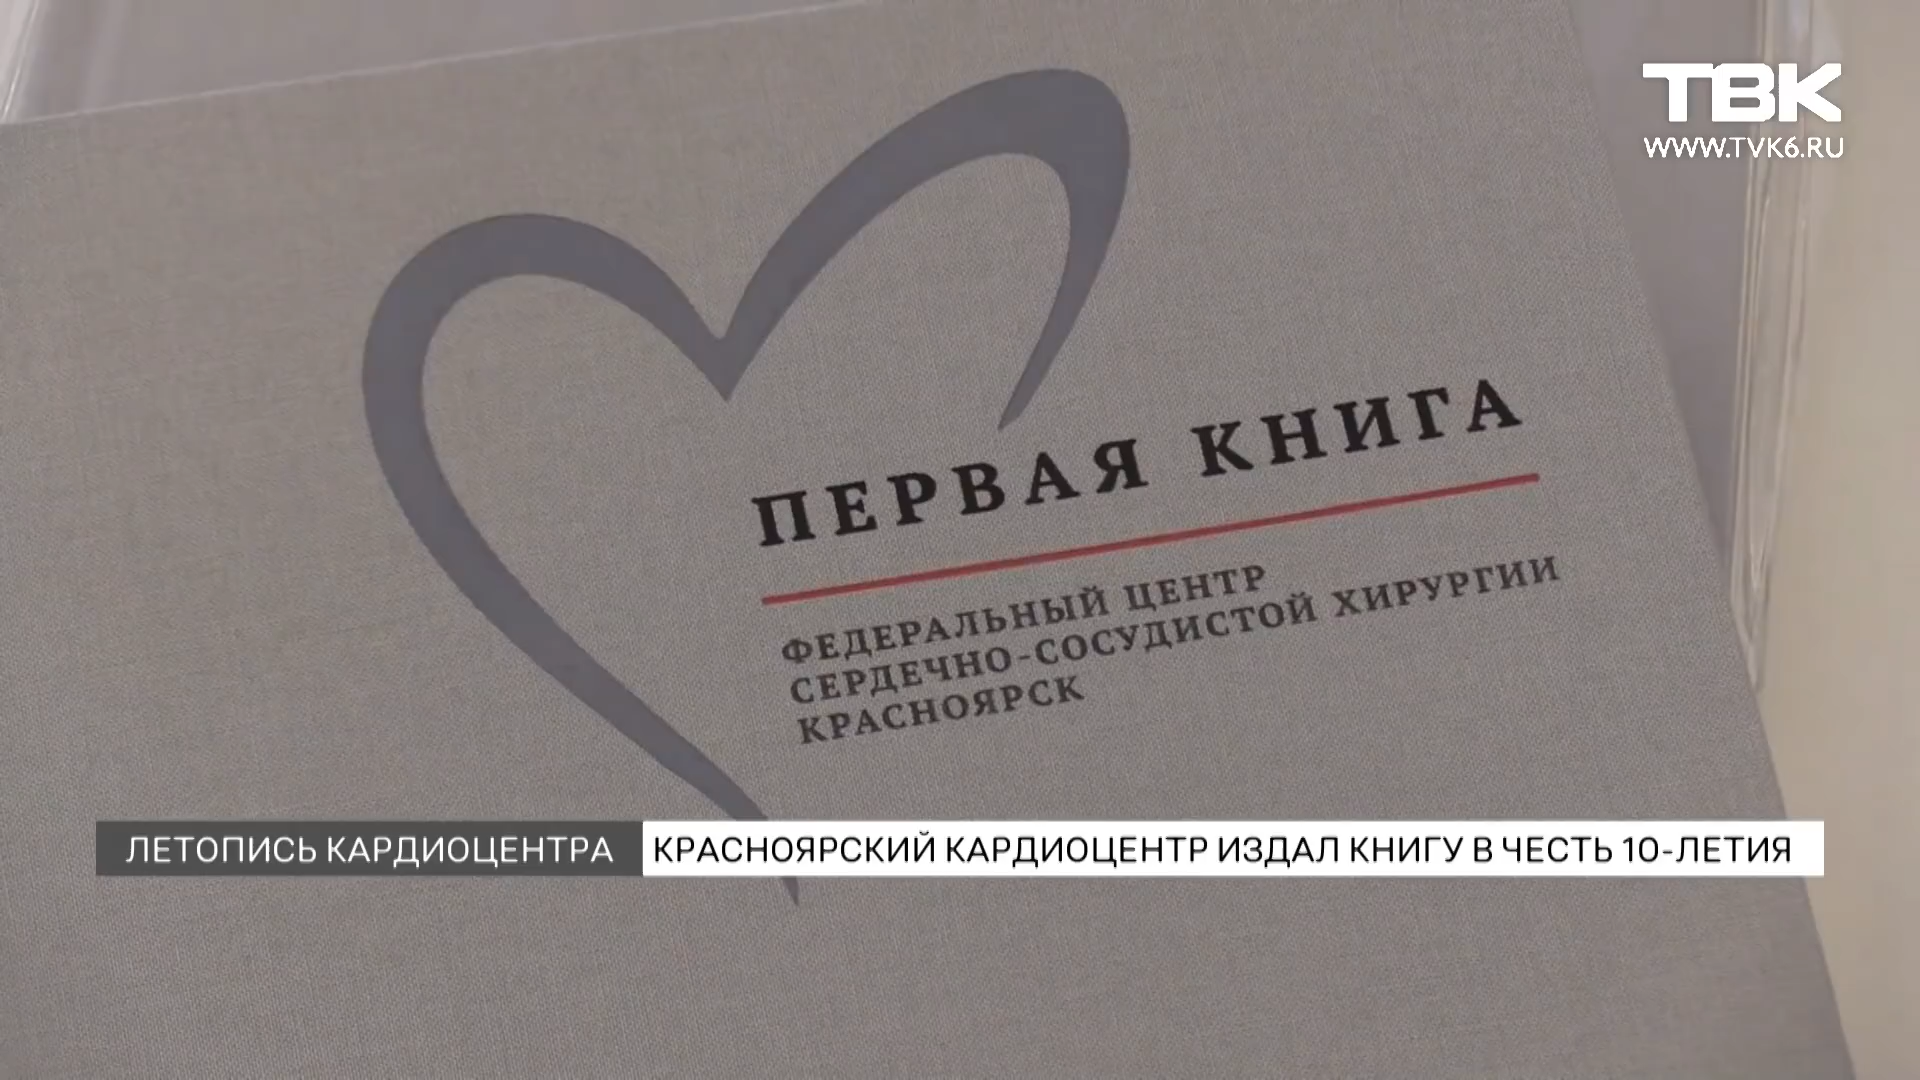 ТВК
WWW.TVK6.RU
ПЕРВАЯ КНИГА
ФЕДЕРАЛЬНЫЙ ЦЕНТР
СЕРДЕЧНО-СОСУДИСТОЙ ХИРУРГИИ
КРАСНОЯРСК
ЛЕТОПИСЬ КАРДИОЦЕНТРА
КРАСНОЯРСКИЙ КАРДИОЦЕНТР ИЗДАЛ КНИГУ В ЧЕСТЬ 10-ЛЕТИЯ